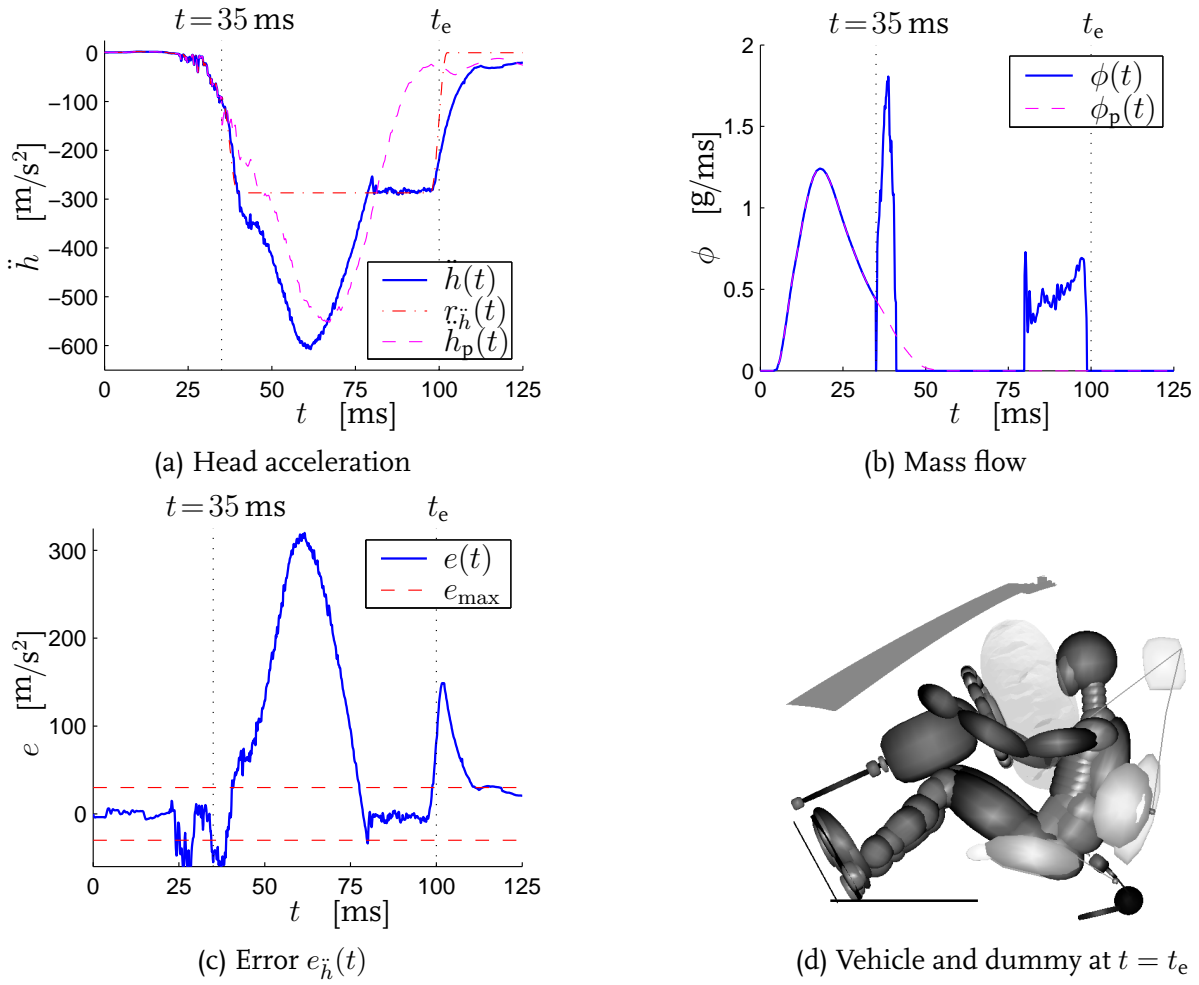 t = 35 ms
t_e
0
−100
−200
−300
−400
−500
−600
ḧ [m/s²]
ḧ(t)
r_ḧ(t)
ḧ_p(t)
0 25 50 75 100 125
t [ms]
(a) Head acceleration
t = 35 ms
t_e
2
1.5
1
0.5
0
ϕ [g/ms]
ϕ(t)
ϕ_p(t)
0 25 50 75 100 125
t [ms]
(b) Mass flow
t = 35 ms
t_e
300
200
100
0
e [m/s²]
e(t)
e_max
0 25 50 75 100 125
t [ms]
(c) Error e_ḧ(t)
(d) Vehicle and dummy at t = t_e